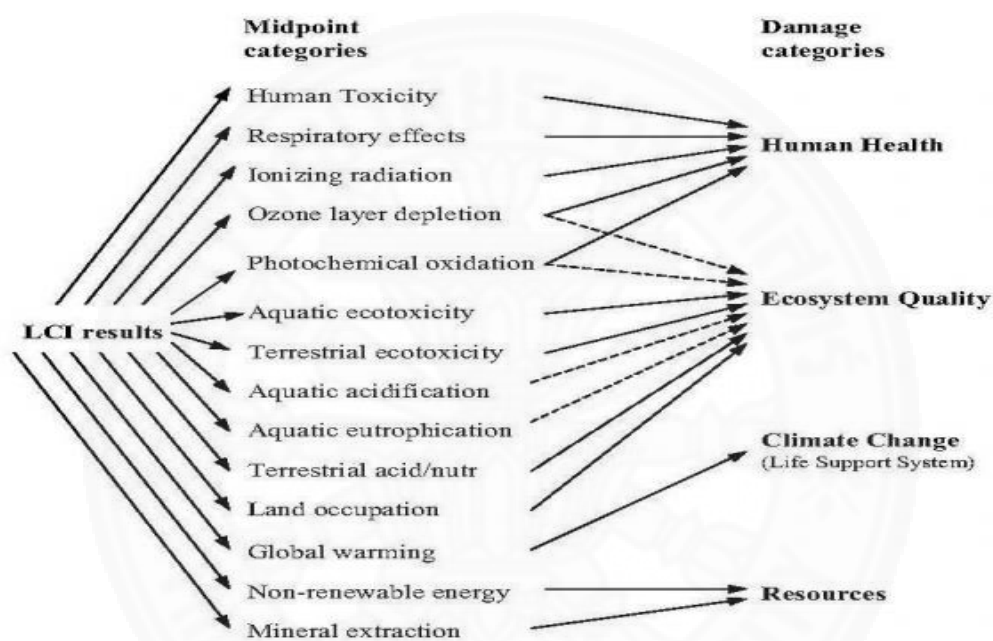 Midpoint categories
Damage categories
Human Toxicity
Respiratory effects
Human Health
Ionizing radiation
Ozone layer depletion
Photochemical oxidation
Ecosystem Quality
Aquatic ecotoxicity
LCI results
Terrestrial ecotoxicity
Aquatic acidification
Aquatic eutrophication
Climate Change
(Life Support System)
Terrestrial acid/nutr
Land occupation
Global warming
Non-renewable energy
Resources
Mineral extraction